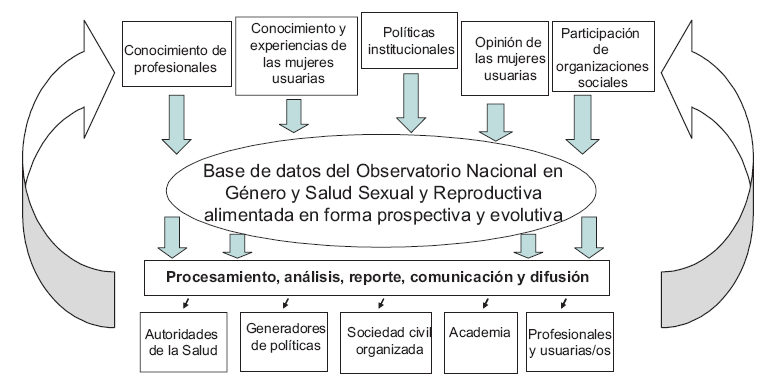 Conocimiento de
profesionales
Conocimiento y
experiencias de
las mujeres
usuarias
Políticas
institucionales
Opinión de
las mujeres
usuarias
Participación
de
organizaciones
sociales
Base de datos del Observatorio Nacional en
Género y Salud Sexual y Reproductiva
alimentada en forma prospectiva y evolutiva
Procesamiento, análisis, reporte, comunicación y difusión
Autoridades
de la Salud
Generadores
de políticas
Sociedad civil
organizada
Academia
Profesionales
y usuarias/os